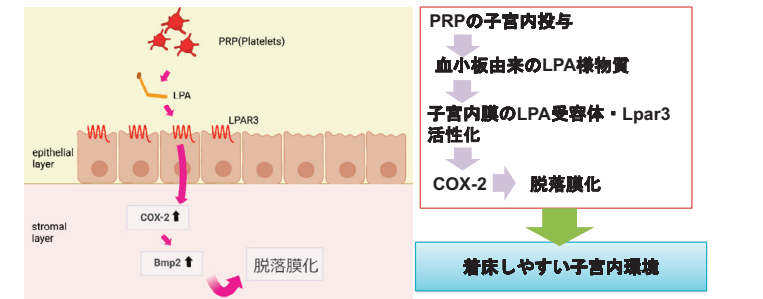 PRP(Platelets)
LPA
LPAR3
epithelial
layer
COX-2⬆
stromal
layer
Bmp2⬆
脱落膜化
PRPの子宮内投与
血小板由来のLPA様物質
子宮内膜のLPA受容体・Lpar3
活性化
COX-2
脱落膜化
着床しやすい子宮内環境